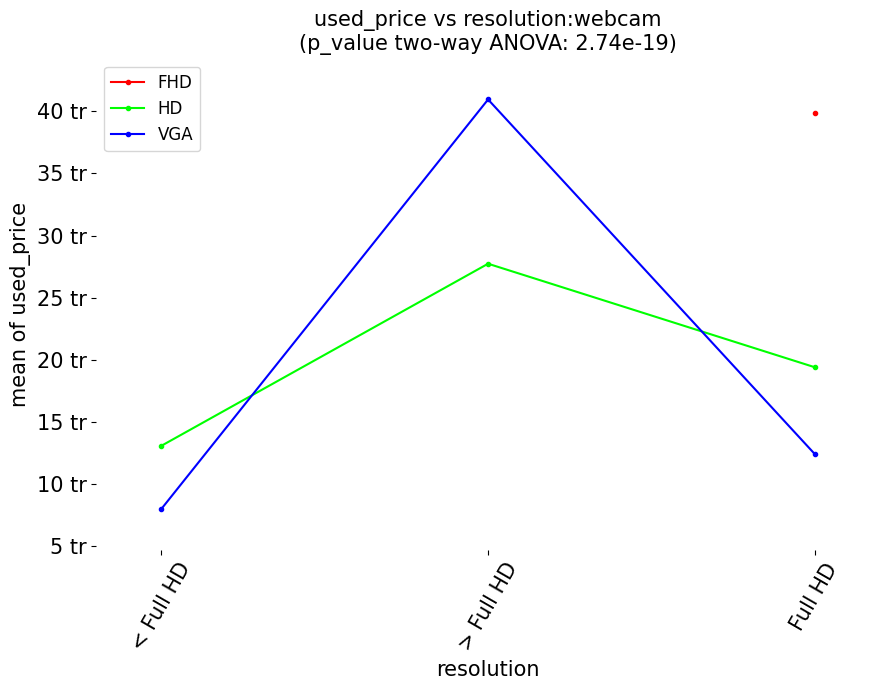 used_price vs resolution:webcam
(p_value two-way ANOVA: 2.74e-19)
FHD
HD
VGA
mean of used_price
40 tr
35 tr
30 tr
25 tr
20 tr
15 tr
10 tr
5 tr
< Full HD
> Full HD
Full HD
resolution